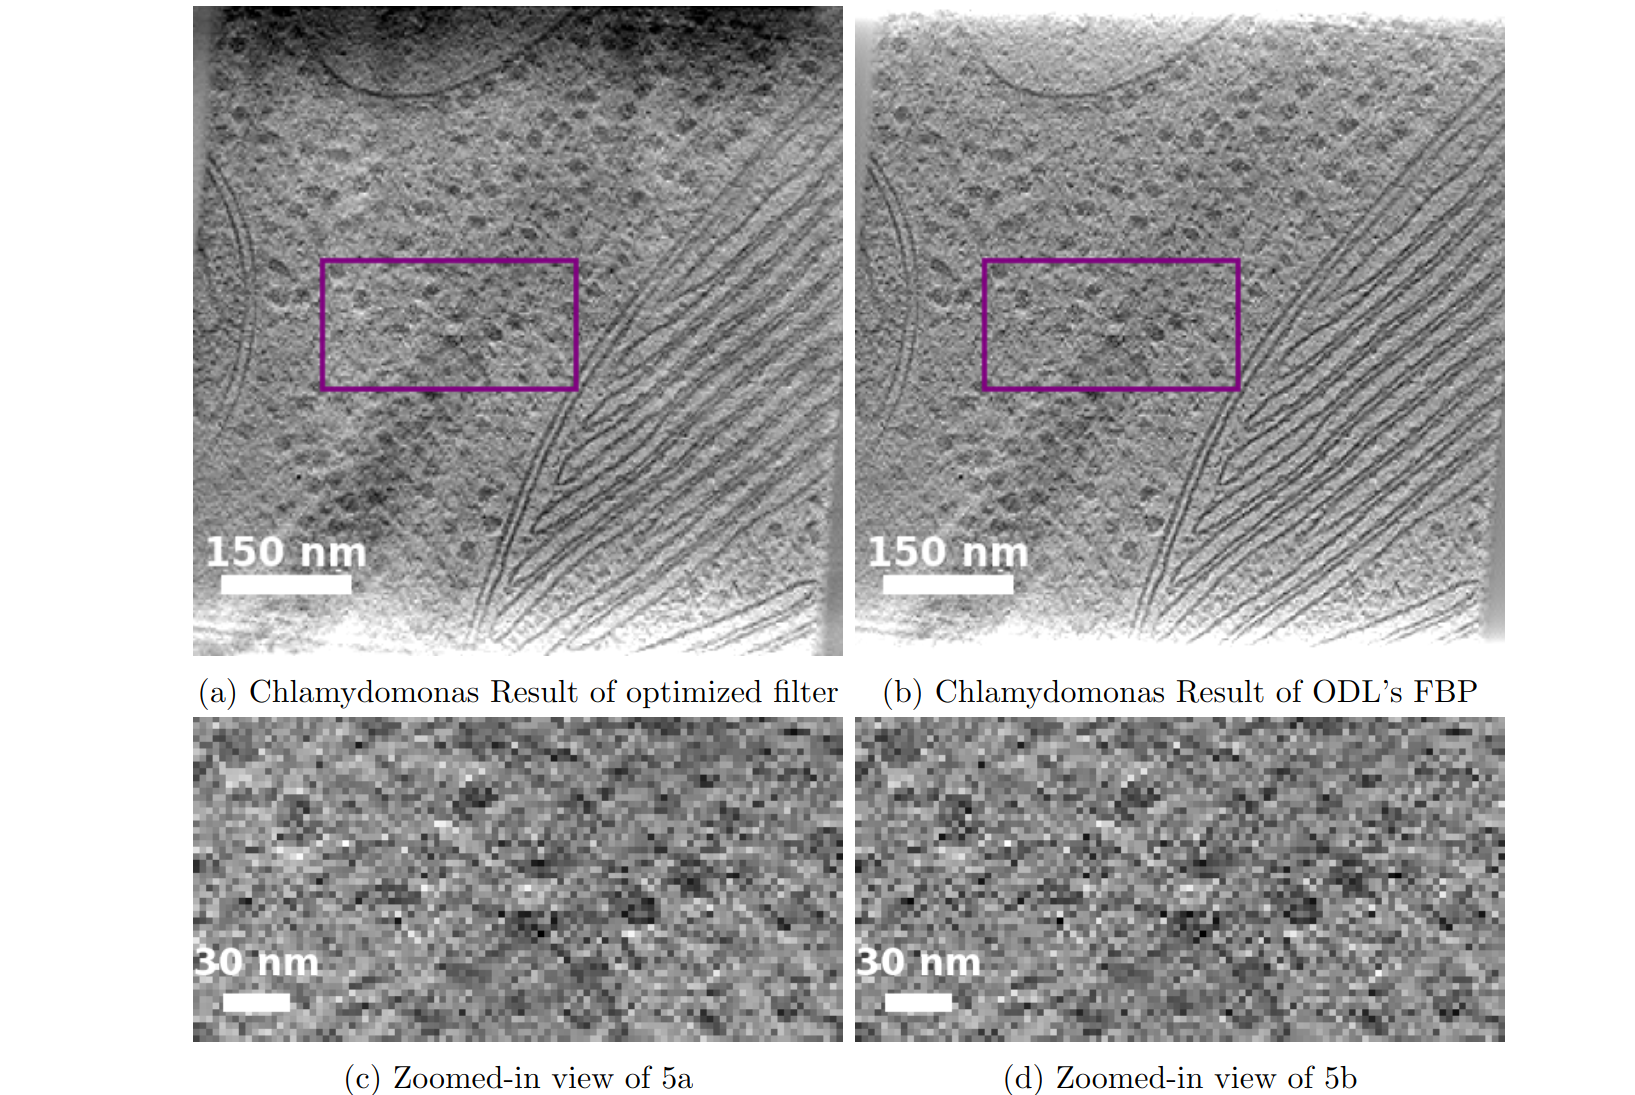 150 nm
150 nm
(a) Chlamydomonas Result of optimized filter
(b) Chlamydomonas Result of ODL's FBP
30 nm
30 nm
(c) Zoomed-in view of 5a
(d) Zoomed-in view of 5b